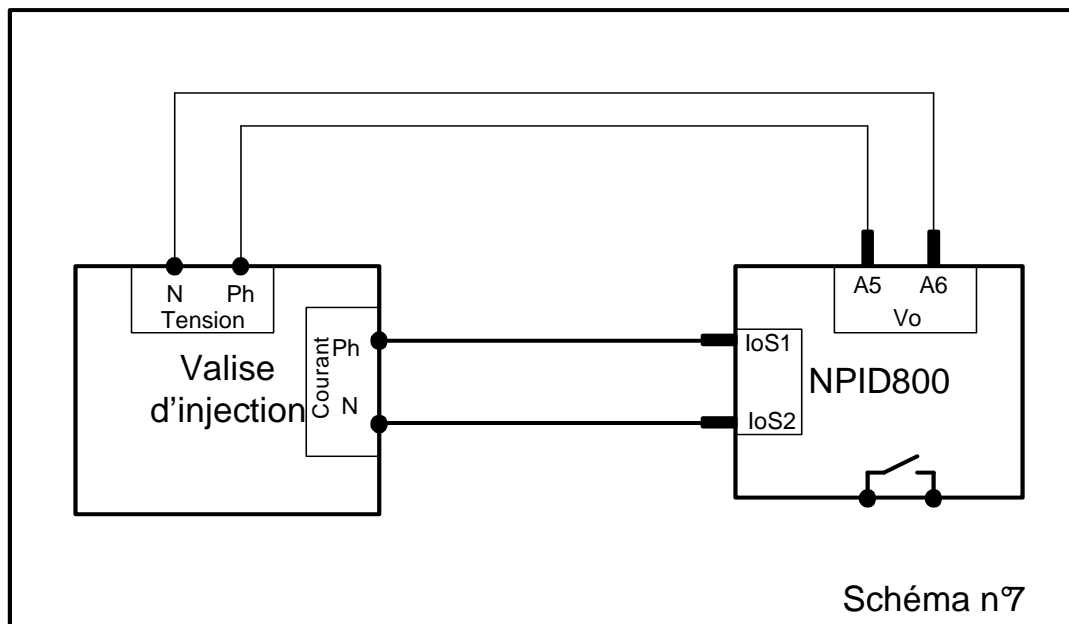 N Ph
Tension
Valise
d'injection
Courant
Ph
N
A5 A6
Vo
IoS1
NPID800
IoS2
Schéma n°7